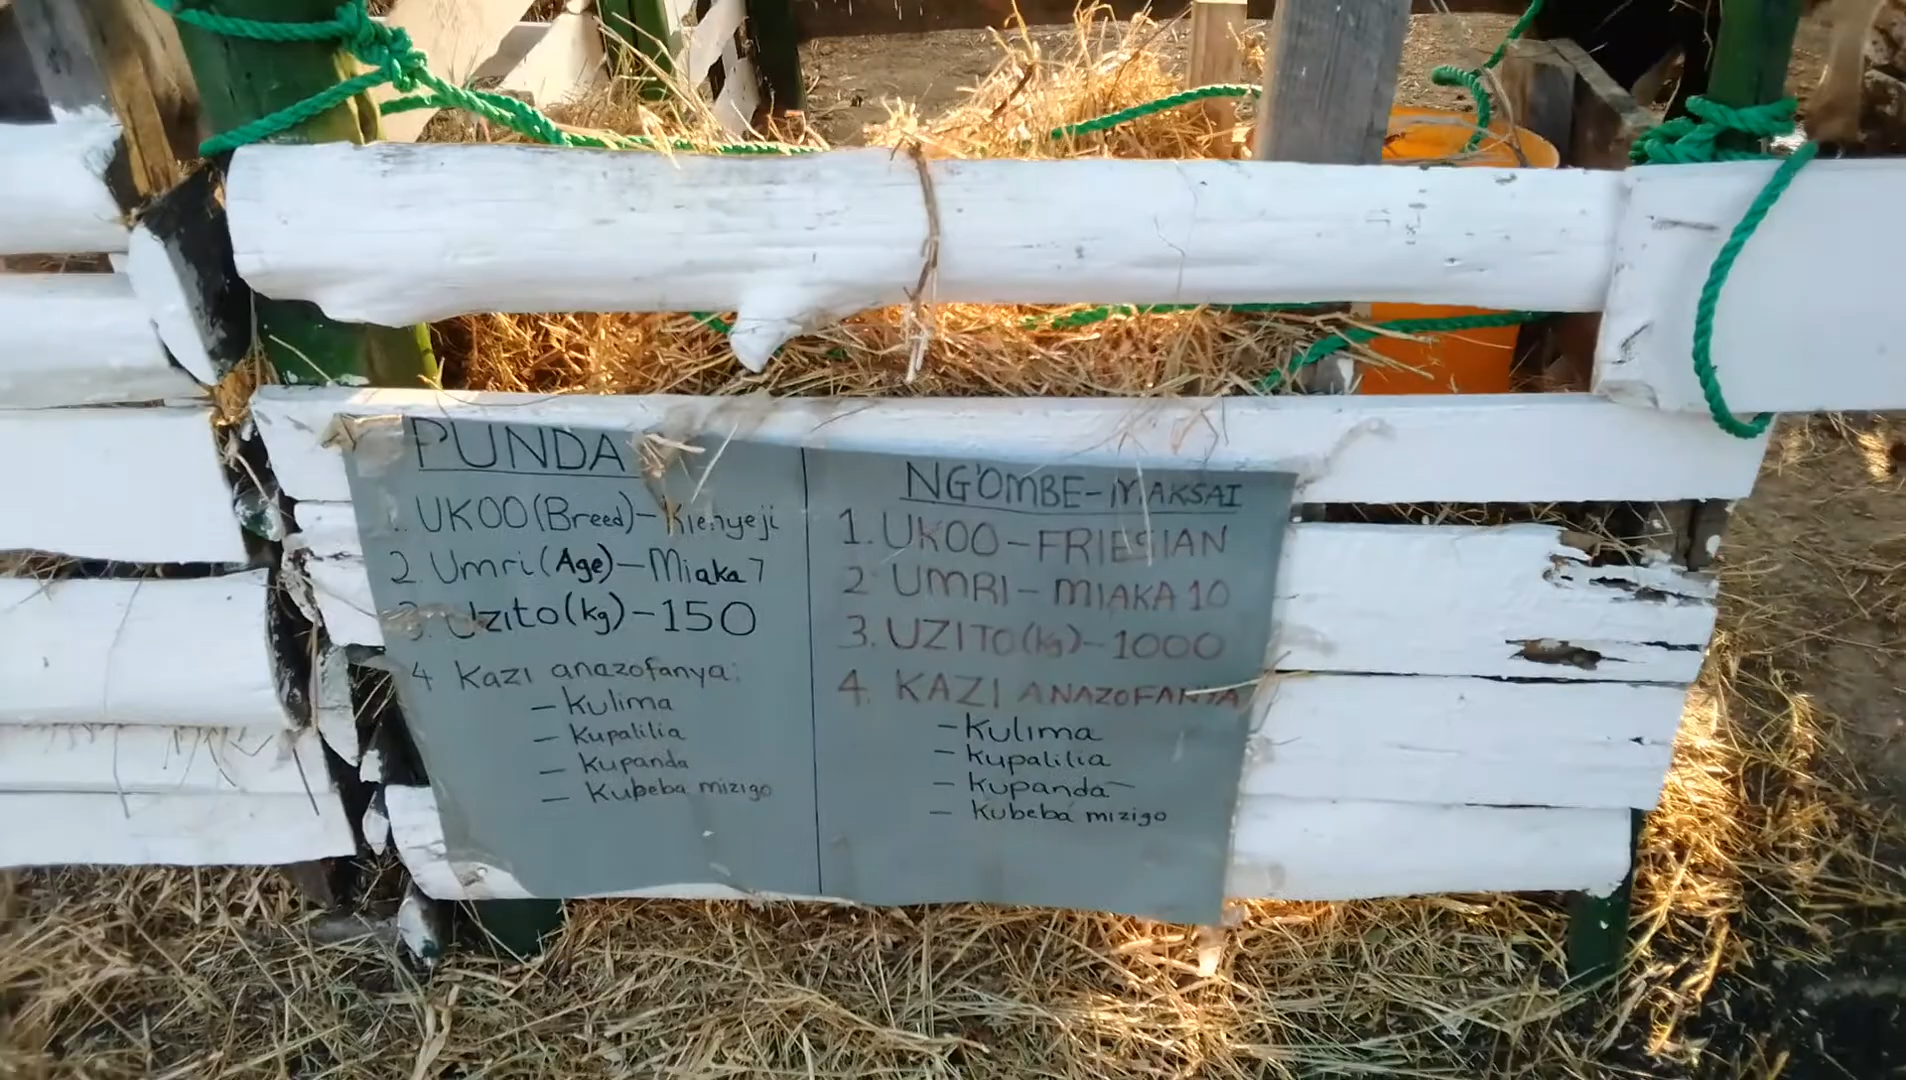 PUNDA
1. UKOO (Breed) – Kienyeji
2. Umri (Age) – Miaka 7
3. Uzito (kg) – 150
4 Kazi anazofanya:
– Kulima
– Kupalilia
– Kupanda
– Kubeba mizigo
NG'OMBE – MAKSAI
1. UKOO – FRIESIAN
2 UMRI – MIAKA 10
3. UZITO (kg) – 1000
4. KAZI ANAZOFANYA
– Kulima
– Kupalilia
– Kupanda
– Kubeba mizigo